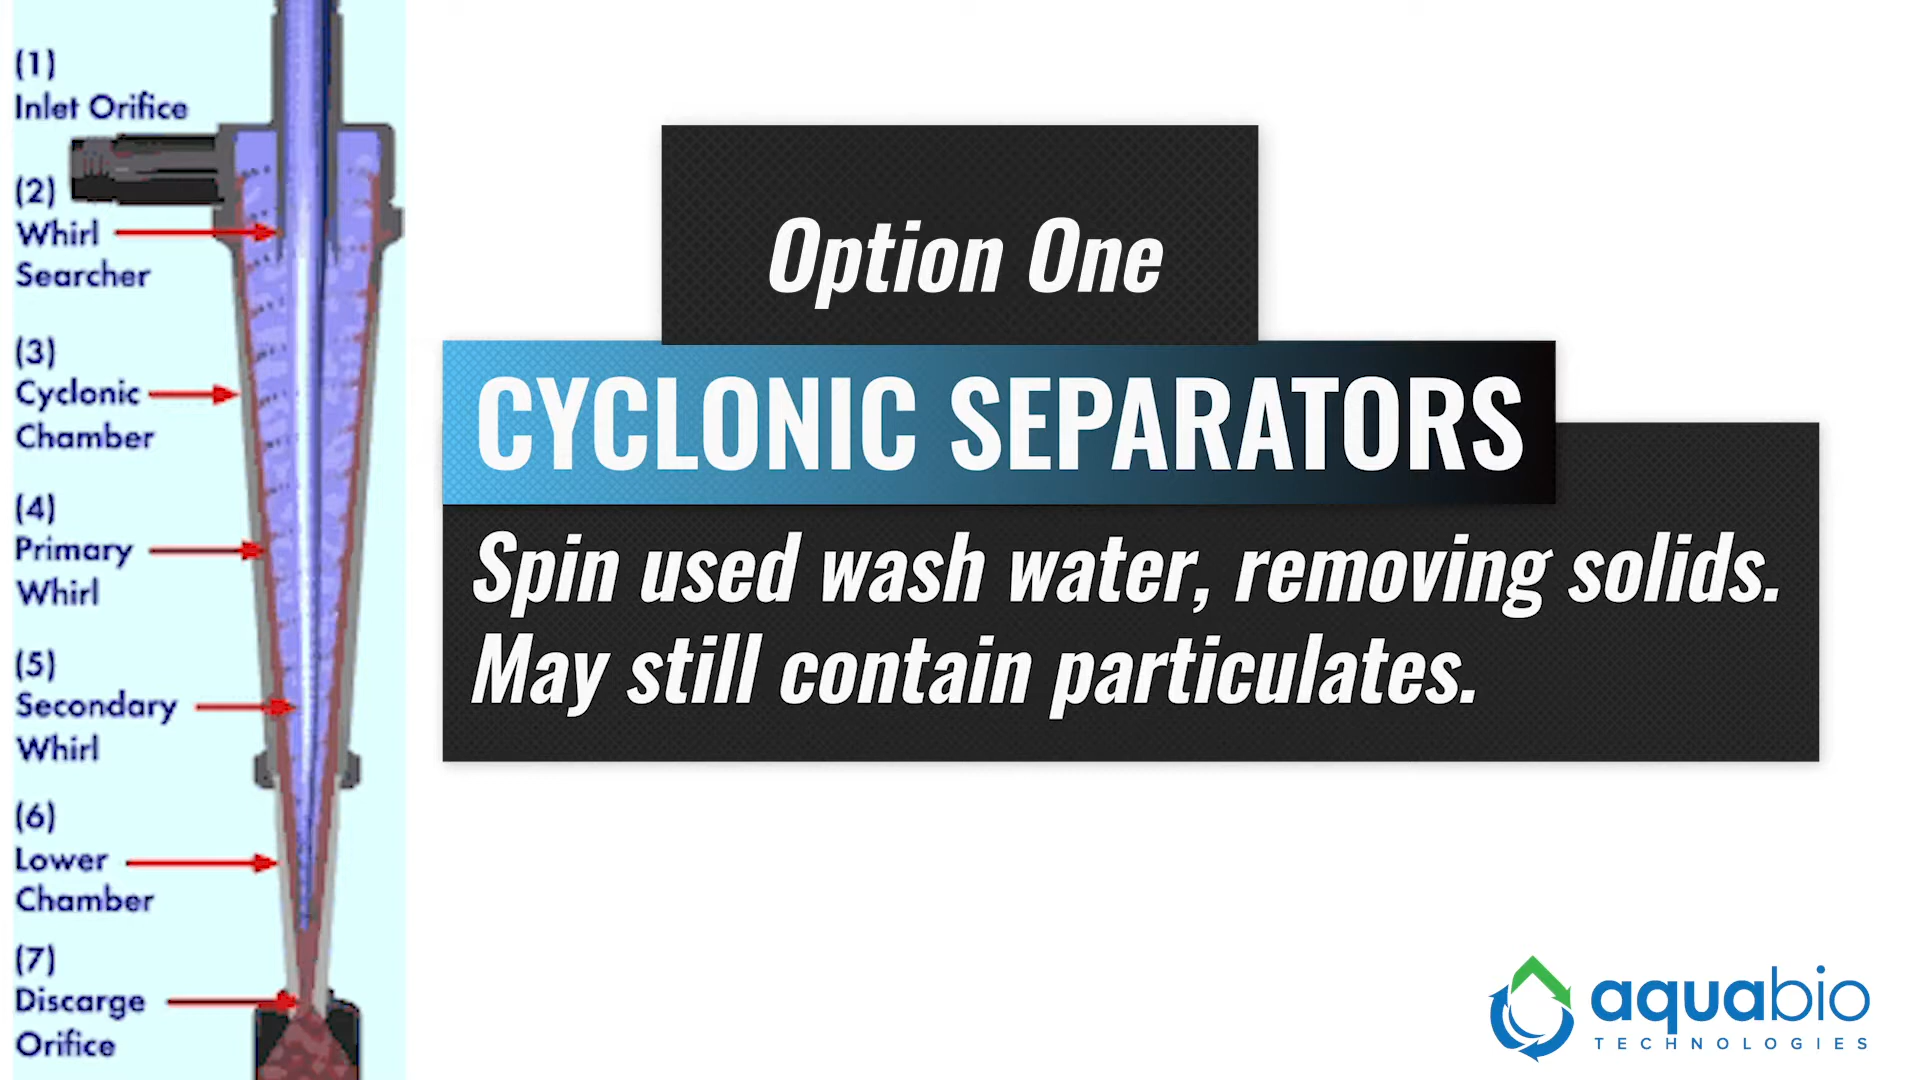 (1)
Inlet Orifice
(2)
Whirl
Searcher
(3)
Cyclonic
Chamber
(4)
Primary
Whirl
(5)
Secondary
Whirl
(6)
Lower
Chamber
(7)
Discarge
Orifice
Option One
CYCLONIC SEPARATORS
Spin used wash water, removing solids.
May still contain particulates.
aquabio
TECHNOLOGIES